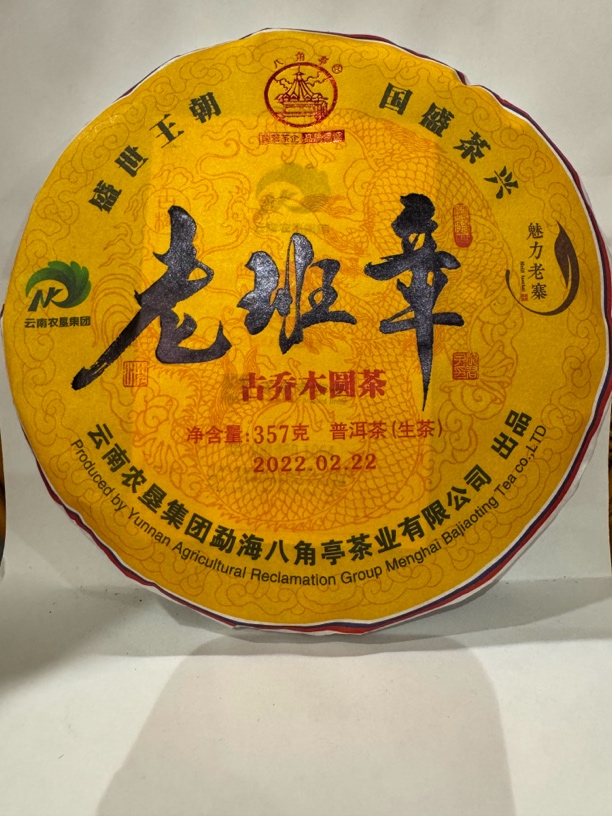 八角亭
盛世王朝
国盛茶兴
老班章
魅力老寨
云南农垦集团
古乔木圆茶
净含量:357克 普洱茶(生茶)
2022.02.22
云南农垦集团勐海八角亭茶业有限公司 出品
Produced by Yunnan Agricultural Reclamation Group Menghai Bajiaoting Tea co.,LTD